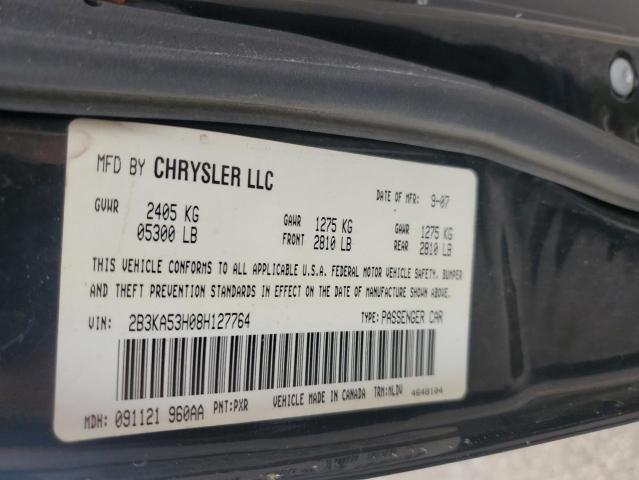 MFD BY CHRYSLER LLC
DATE OF MFR: 9-07
GVWR 2405 KG 05300 LB
GAWR FRONT 1275 KG 2810 LB
GAWR REAR 1275 KG 2810 LB
THIS VEHICLE CONFORMS TO ALL APPLICABLE U.S.A. FEDERAL MOTOR VEHICLE SAFETY, BUMPER
AND THEFT PREVENTION STANDARDS IN EFFECT ON THE DATE OF MANUFACTURE SHOWN ABOVE.
VIN: 2B3KA53H08H127764 TYPE: PASSENGER CAR
MDH: 091121 960AA PNT: PXR VEHICLE MADE IN CANADA TRM: MLDV 4648104